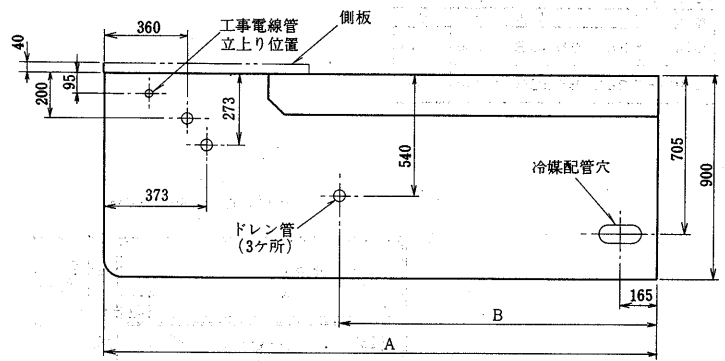 360
工事電線管
立上り位置
側板
40
95
200
273
373
540
ドレン管
(3ケ所)
冷媒配管穴
705
900
165
B
A